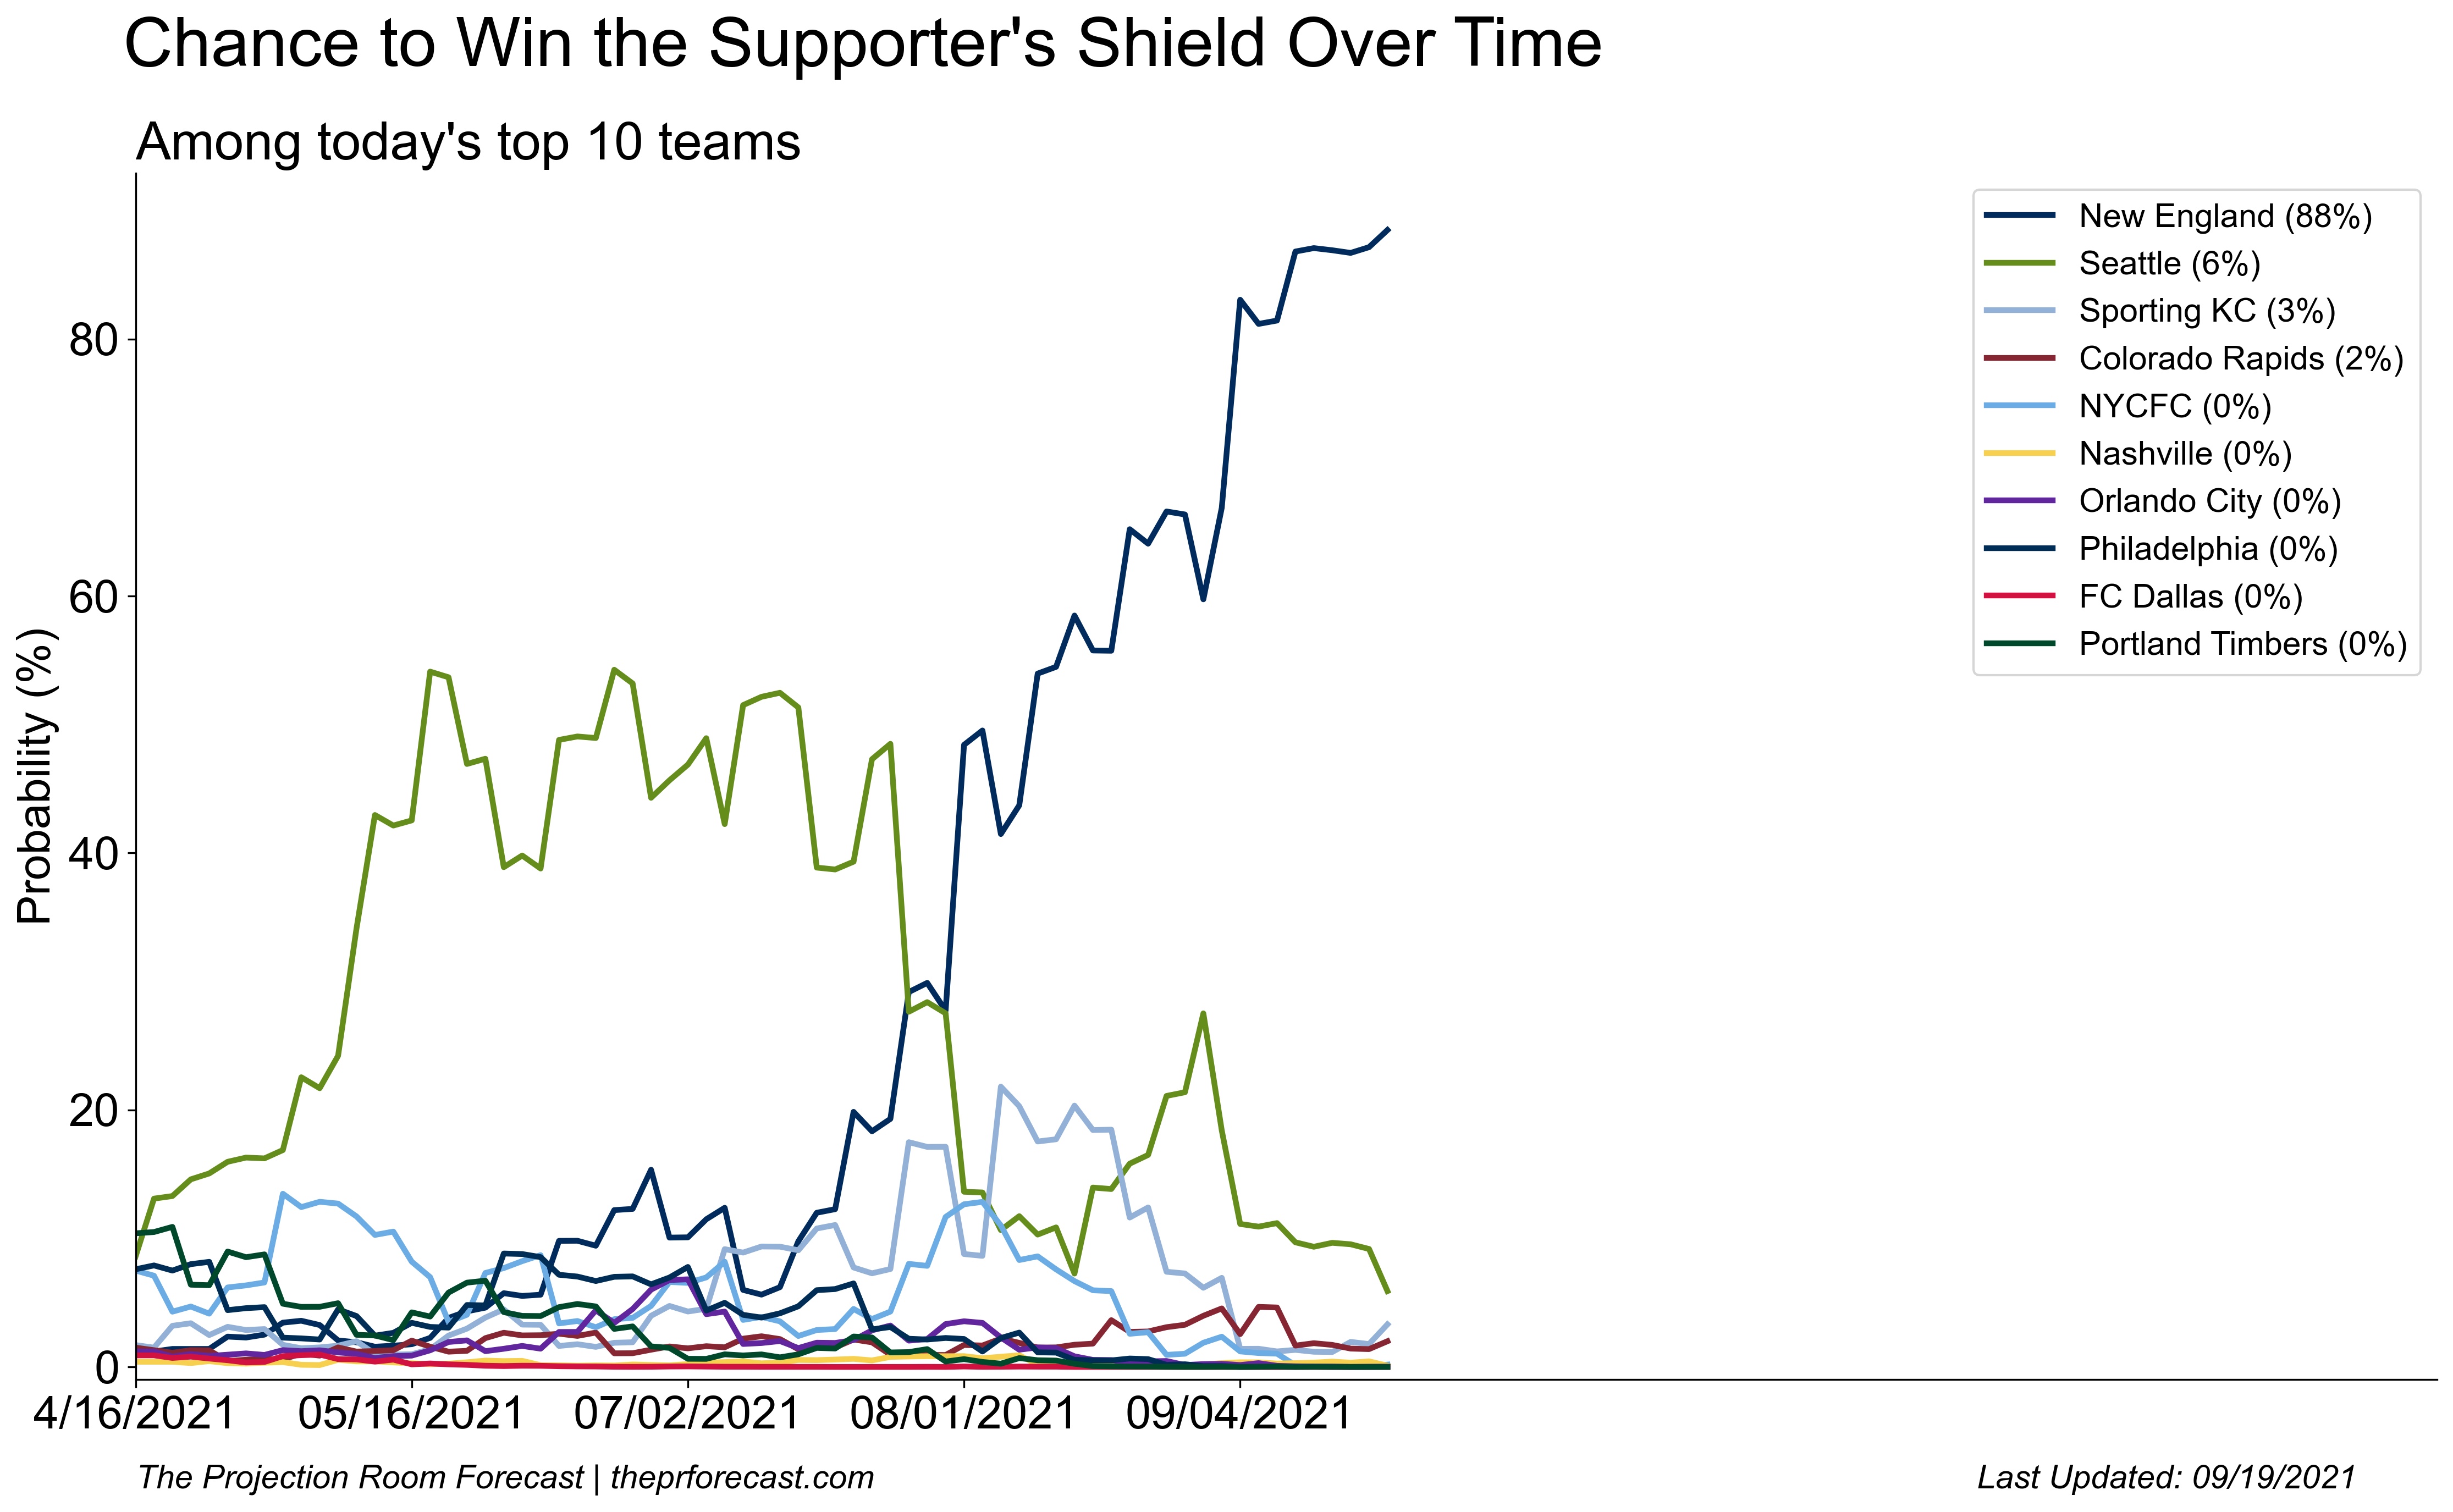 Chance to Win the Supporter's Shield Over Time
Among today's top 10 teams
New England (88%)
Seattle (6%)
Sporting KC (3%)
Colorado Rapids (2%)
NYCFC (0%)
Nashville (0%)
Orlando City (0%)
Philadelphia (0%)
FC Dallas (0%)
Portland Timbers (0%)
Probability (%)
80
60
40
20
0
4/16/2021 05/16/2021 07/02/2021 08/01/2021 09/04/2021
The Projection Room Forecast | theprforecast.com
Last Updated: 09/19/2021